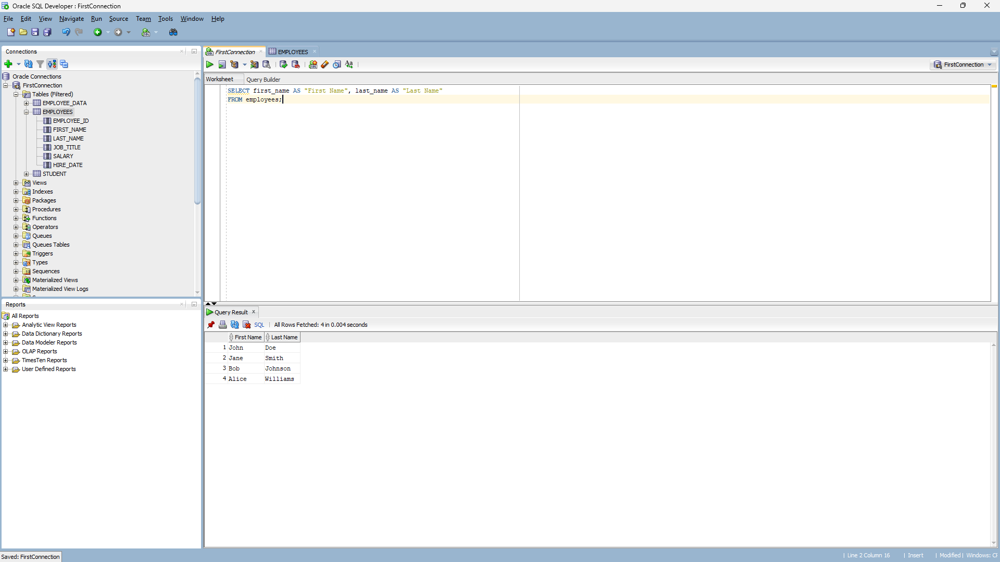 Oracle SQL Developer : FirstConnection
File Edit View Navigate Run Source Team Tools Window Help
Connections
Oracle Connections
FirstConnection
Tables (Filtered)
EMPLOYEE_DATA
EMPLOYEES
EMPLOYEE_ID
FIRST_NAME
LAST_NAME
JOB_TITLE
SALARY
HIRE_DATE
STUDENT
Views
Indexes
Packages
Procedures
Functions
Operators
Queues
Queues Tables
Triggers
Types
Sequences
Materialized Views
Materialized View Logs
Reports
All Reports
Analytic View Reports
Data Dictionary Reports
Data Modeler Reports
OLAP Reports
TimesTen Reports
User Defined Reports
FirstConnection EMPLOYEES
FirstConnection
Worksheet Query Builder
SELECT first_name AS "First Name", last_name AS "Last Name"
FROM employees;
Query Result
SQL All Rows Fetched: 4 in 0.004 seconds
First Name Last Name
1 John Doe
2 Jane Smith
3 Bob Johnson
4 Alice Williams
Saved: FirstConnection
Line 2 Column 16 Insert Modified Windows: